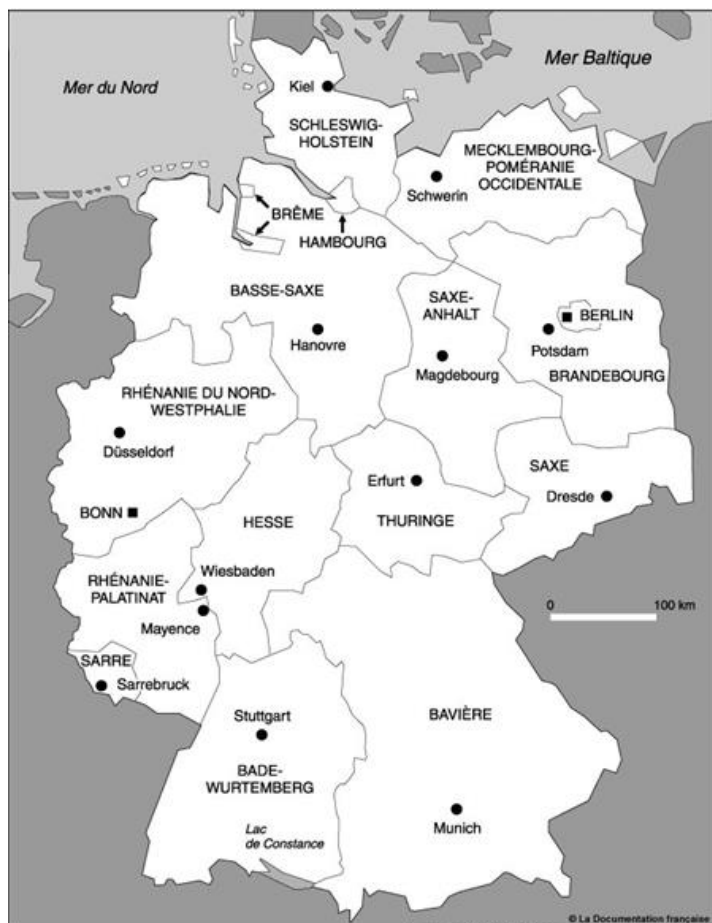 Mer du Nord
Mer Baltique
Kiel
SCHLESWIG-
HOLSTEIN
MECKLEMBOURG-
POMÉRANIE
OCCIDENTALE
Schwerin
BRÊME
HAMBOURG
BASSE-SAXE
Hanovre
SAXE-
ANHALT
Magdebourg
BERLIN
Potsdam
BRANDEBOURG
RHÉNANIE DU NORD-
WESTPHALIE
Düsseldorf
BONN
HESSE
Erfurt
THURINGE
SAXE
Dresde
RHÉNANIE-
PALATINAT
Wiesbaden
Mayence
0 100 km
SARRE
Sarrebruck
Stuttgart
BADE-
WURTEMBERG
BAVIÈRE
Munich
Lac
de Constance
© La Documentation française